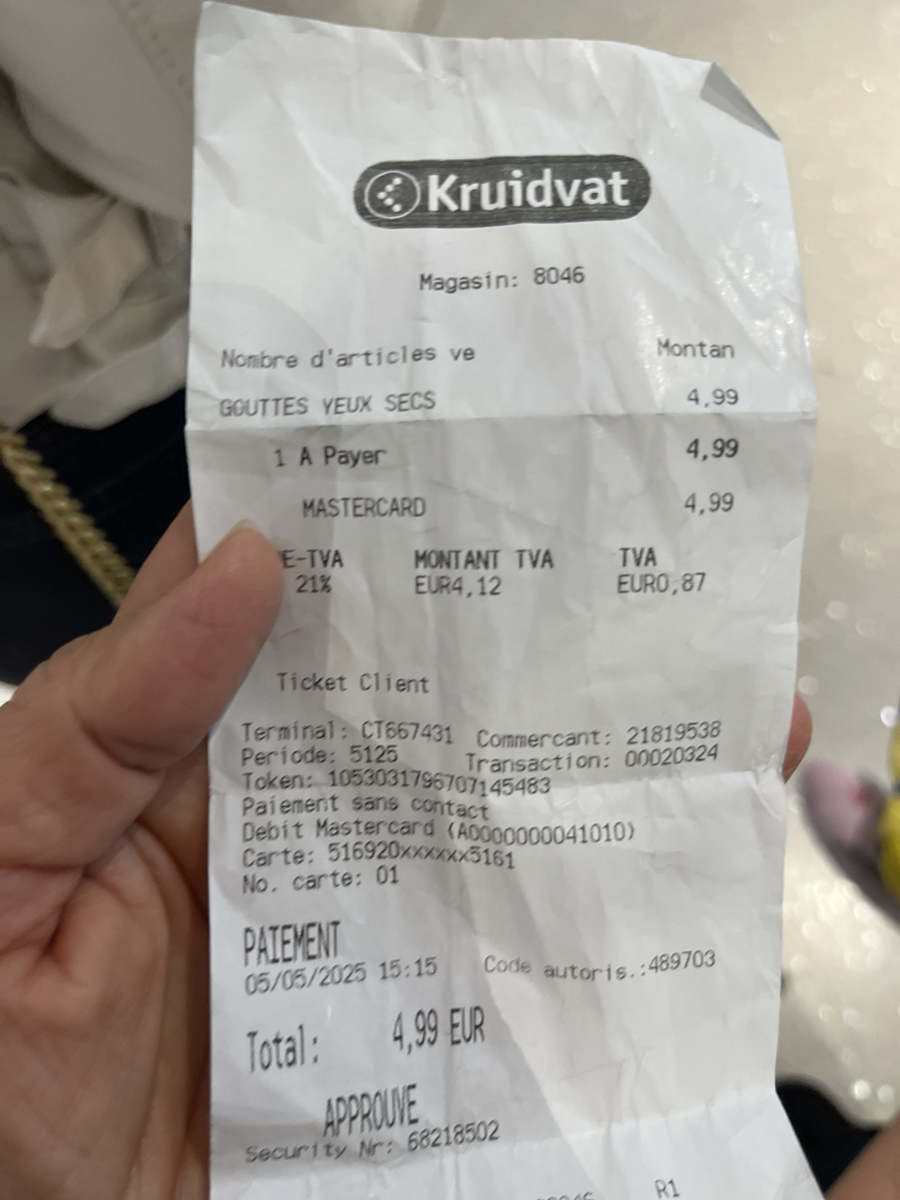 Kruidvat
Magasin: 8046
Nombre d'articles ve Montan
GOUTTES YEUX SECS 4,99
1 A Payer 4,99
MASTERCARD 4,99
E-TVA MONTANT TVA TVA
21% EUR4,12 EUR0,87
Ticket Client
Terminal: CT667431 Commercant: 21819538
Periode: 5125 Transaction: 00020324
Token: 1053031796707145483
Paiement sans contact
Debit Mastercard (A0000000041010)
Carte: 516920xxxxxx5161
No. carte: 01
PAIEMENT
05/05/2025 15:15 Code autoris.:489703
Total: 4,99 EUR
APPROUVE
Security Nr: 68218502
R1